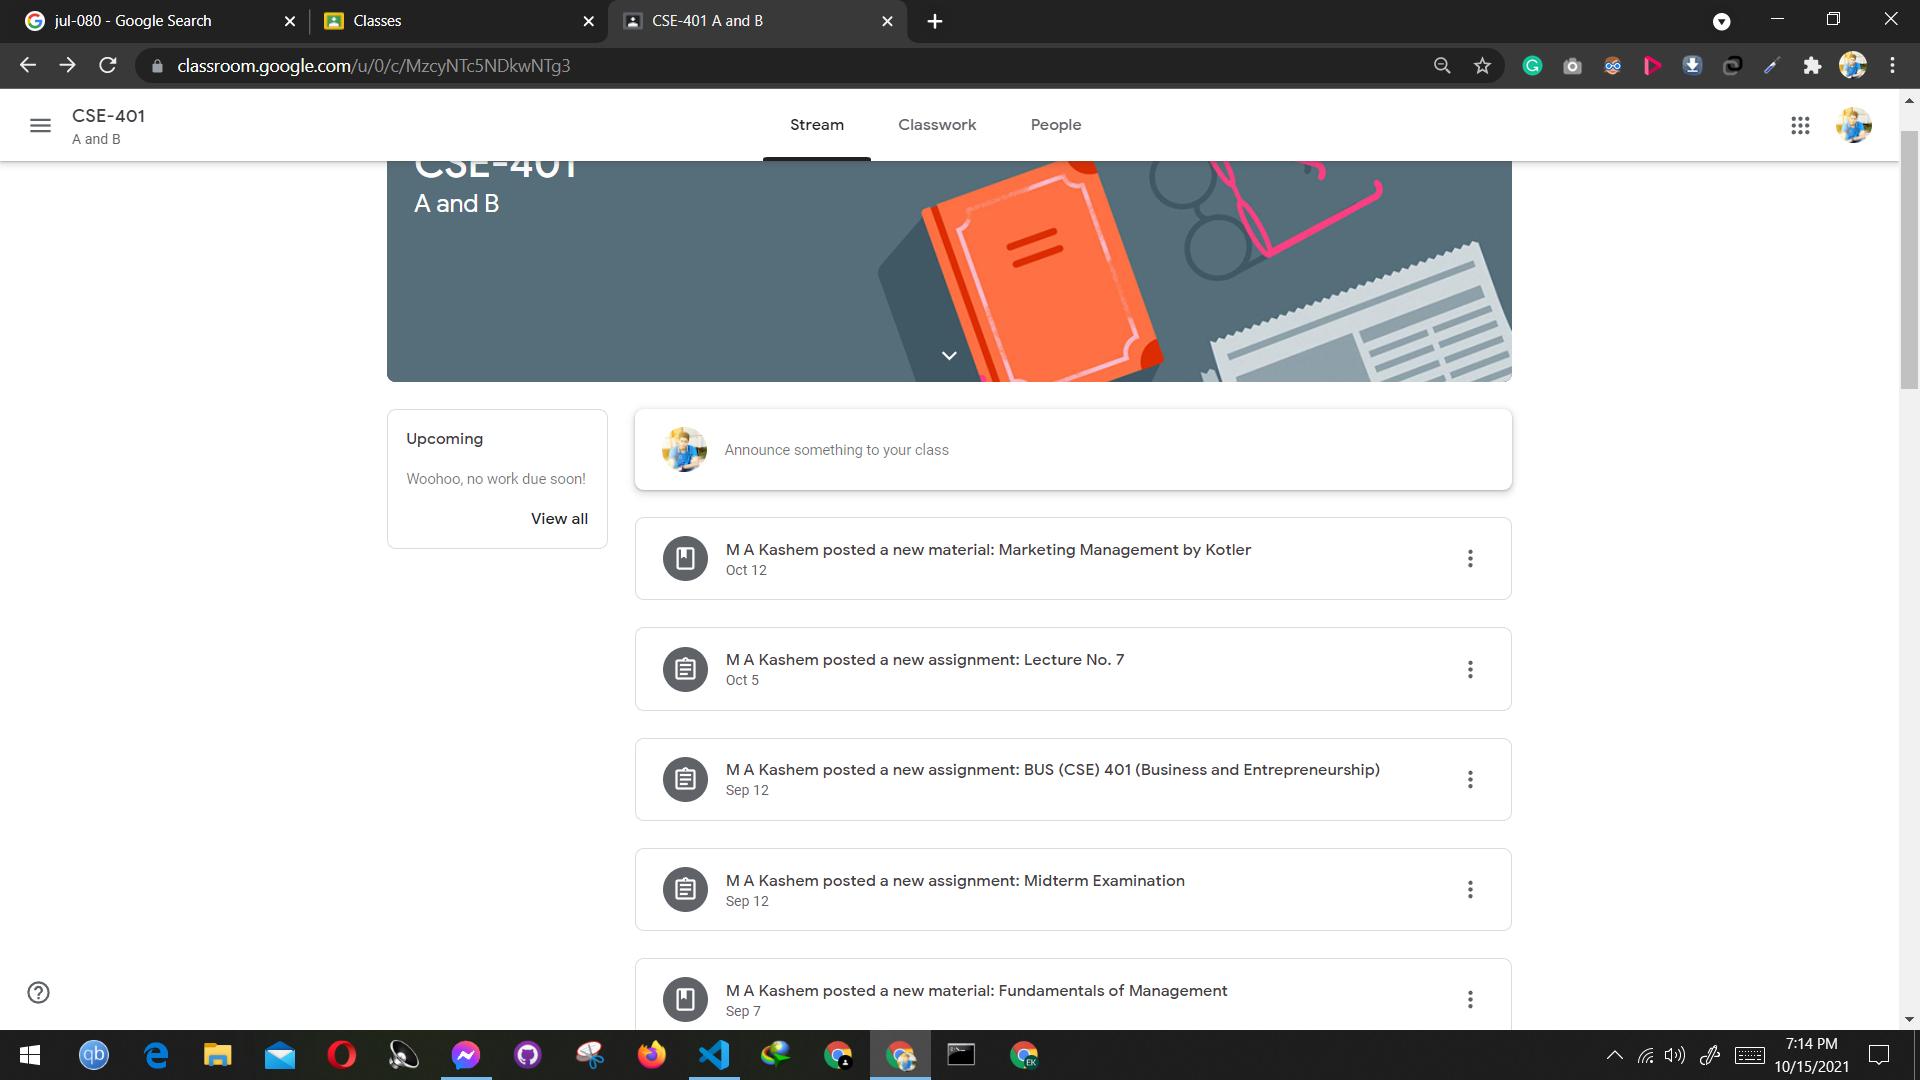 jul-080 - Google Search
Classes
CSE-401 A and B
classroom.google.com/u/0/c/MzcyNTc5NDkwNTg3
CSE-401
A and B
Stream
Classwork
People
CSE-401
A and B
Upcoming
Woohoo, no work due soon!
View all
Announce something to your class
M A Kashem posted a new material: Marketing Management by Kotler
Oct 12
M A Kashem posted a new assignment: Lecture No. 7
Oct 5
M A Kashem posted a new assignment: BUS (CSE) 401 (Business and Entrepreneurship)
Sep 12
M A Kashem posted a new assignment: Midterm Examination
Sep 12
M A Kashem posted a new material: Fundamentals of Management
Sep 7
qb
EK
7:14 PM
10/15/2021